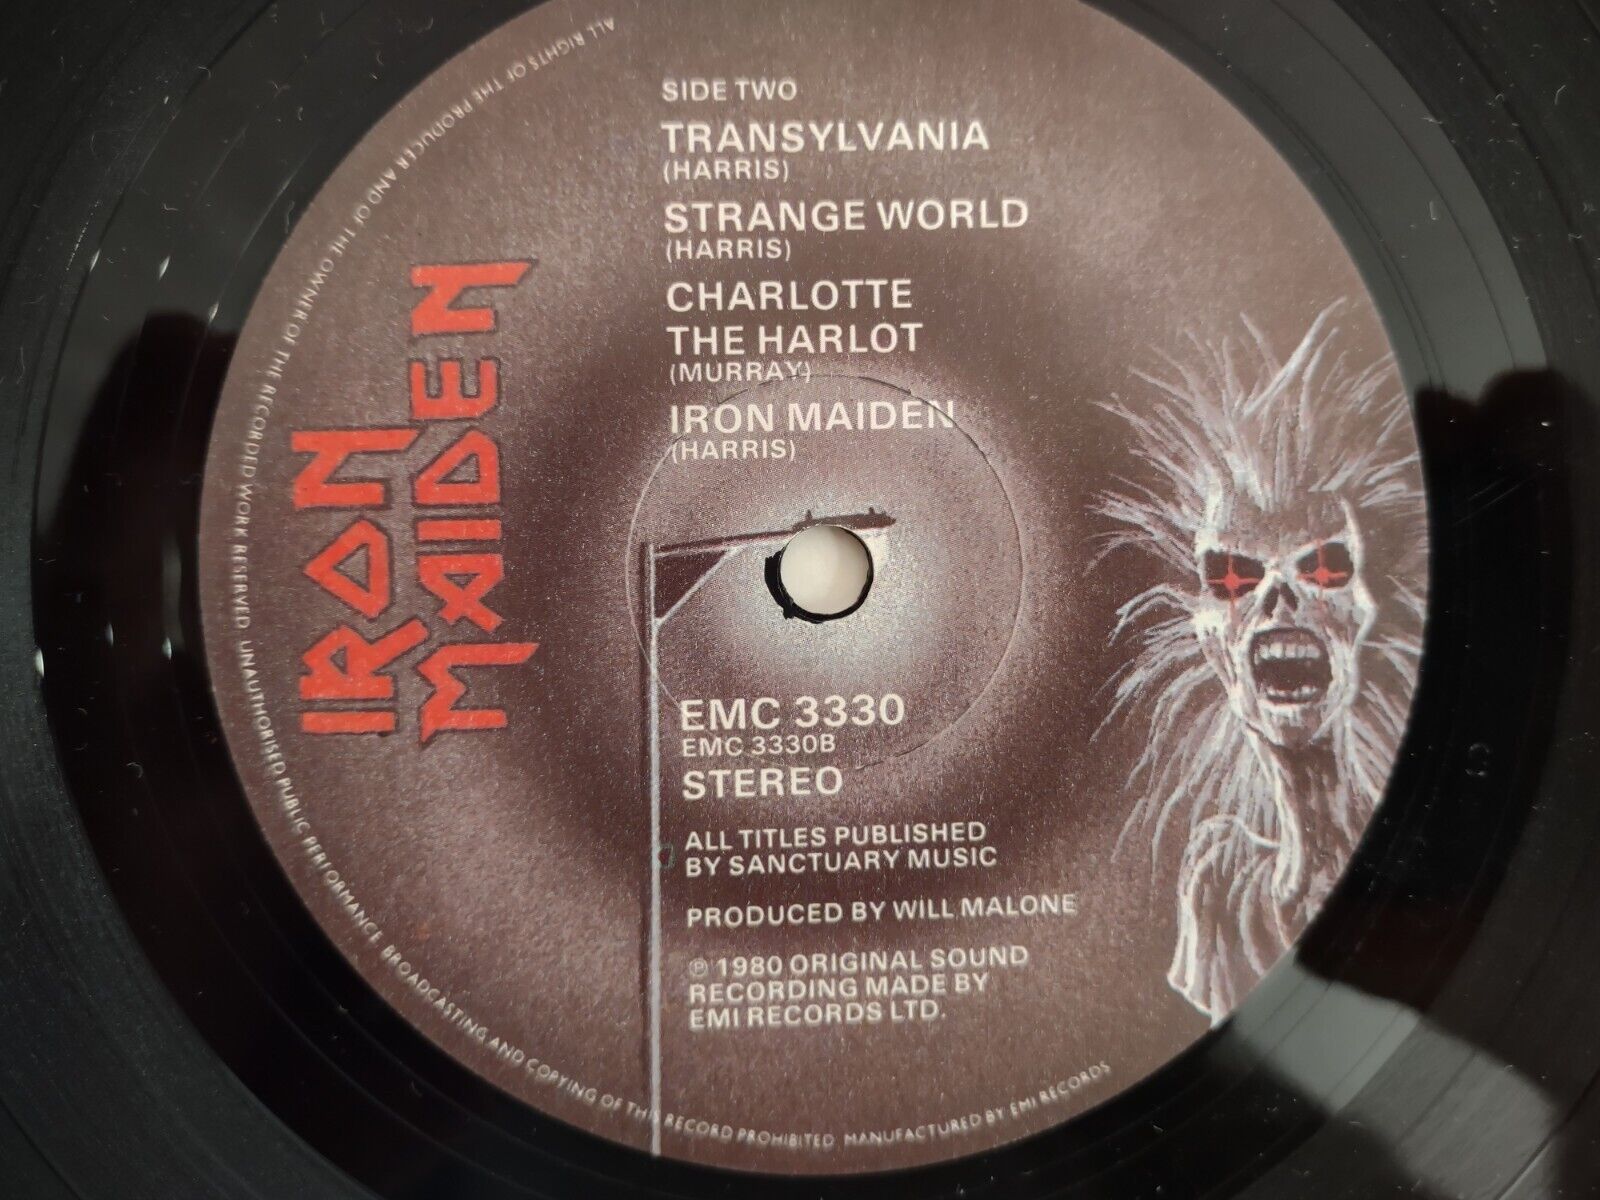 SIDE TWO
TRANSYLVANIA
(HARRIS)
STRANGE WORLD
(HARRIS)
CHARLOTTE
THE HARLOT
(MURRAY)
IRON MAIDEN
(HARRIS)
IRON
MAIDEN
EMC 3330
EMC 3330B
STEREO
ALL TITLES PUBLISHED
BY SANCTUARY MUSIC
PRODUCED BY WILL MALONE
℗ 1980 ORIGINAL SOUND
RECORDING MADE BY
EMI RECORDS LTD.
ALL RIGHTS OF THE PRODUCER AND OF THE OWNER OF THE RECORDED WORK RESERVED. UNAUTHORISED PUBLIC PERFORMANCE BROADCASTING AND COPYING OF THIS RECORD PROHIBITED. MANUFACTURED BY EMI RECORDS